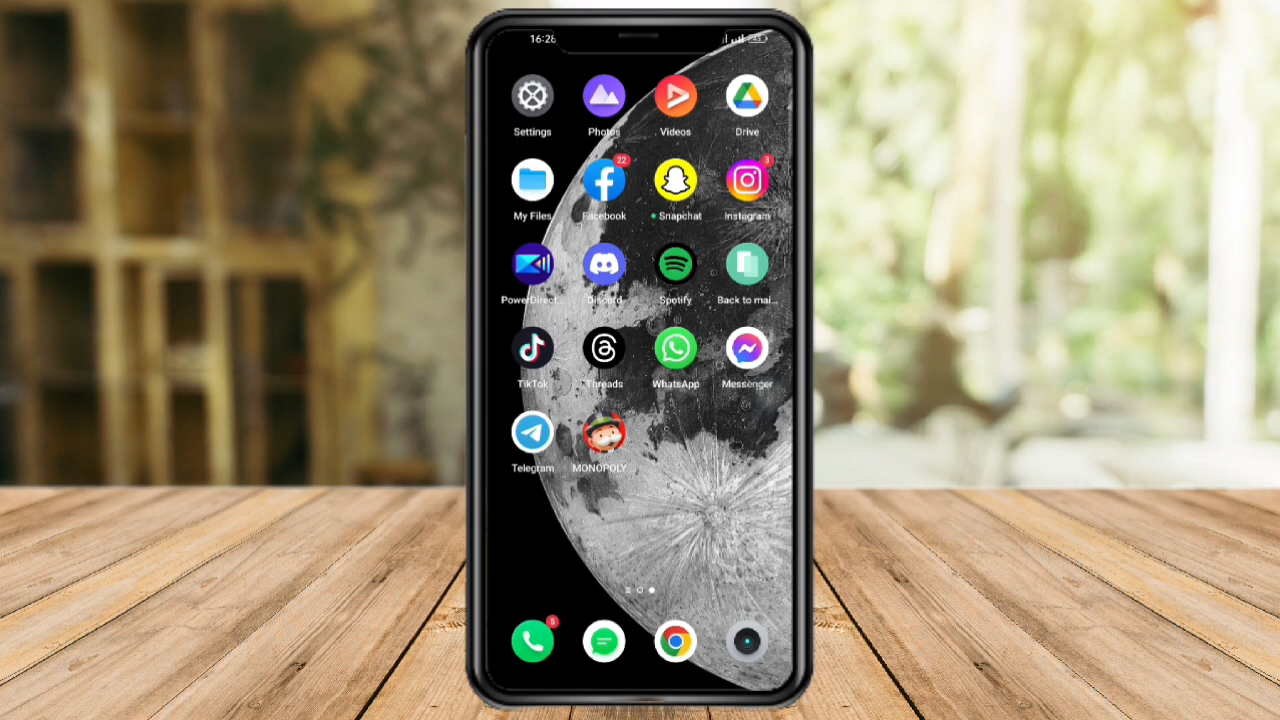 16:28
Settings Photos Videos Drive
22 3
My Files Facebook Snapchat Instagram
PowerDirect... Discord Spotify Back to mai...
TikTok Threads WhatsApp Messenger
Telegram MONOPOLY
5